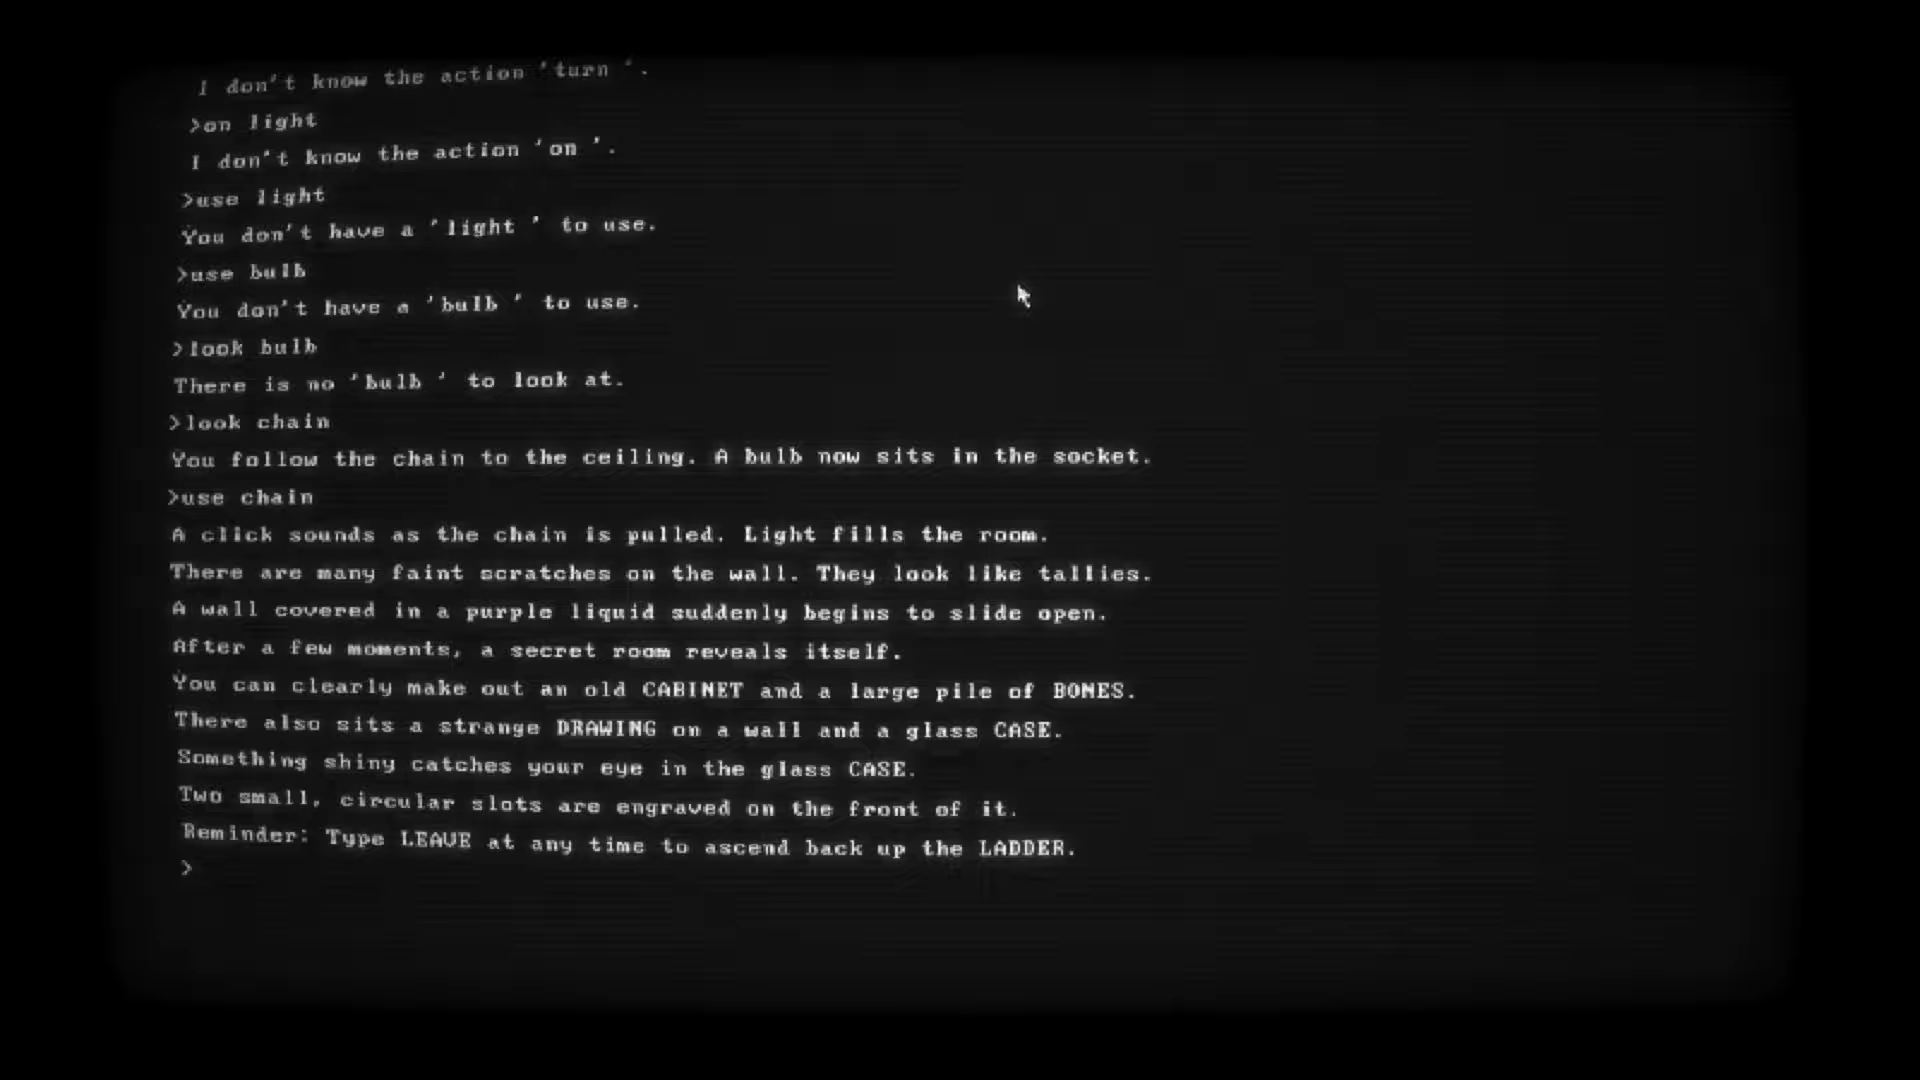 I don't know the action 'turn '.
>on light
I don't know the action 'on '.
>use light
You don't have a 'light ' to use.
>use bulb
You don't have a 'bulb ' to use.
>look bulb
There is no 'bulb ' to look at.
>look chain
You follow the chain to the ceiling. A bulb now sits in the socket.
>use chain
A click sounds as the chain is pulled. Light fills the room.
There are many faint scratches on the wall. They look like tallies.
A wall covered in a purple liquid suddenly begins to slide open.
After a few moments, a secret room reveals itself.
You can clearly make out an old CABINET and a large pile of BONES.
There also sits a strange DRAWING on a wall and a glass CASE.
Something shiny catches your eye in the glass CASE.
Two small, circular slots are engraved on the front of it.
Reminder: Type LEAVE at any time to ascend back up the LADDER.
>